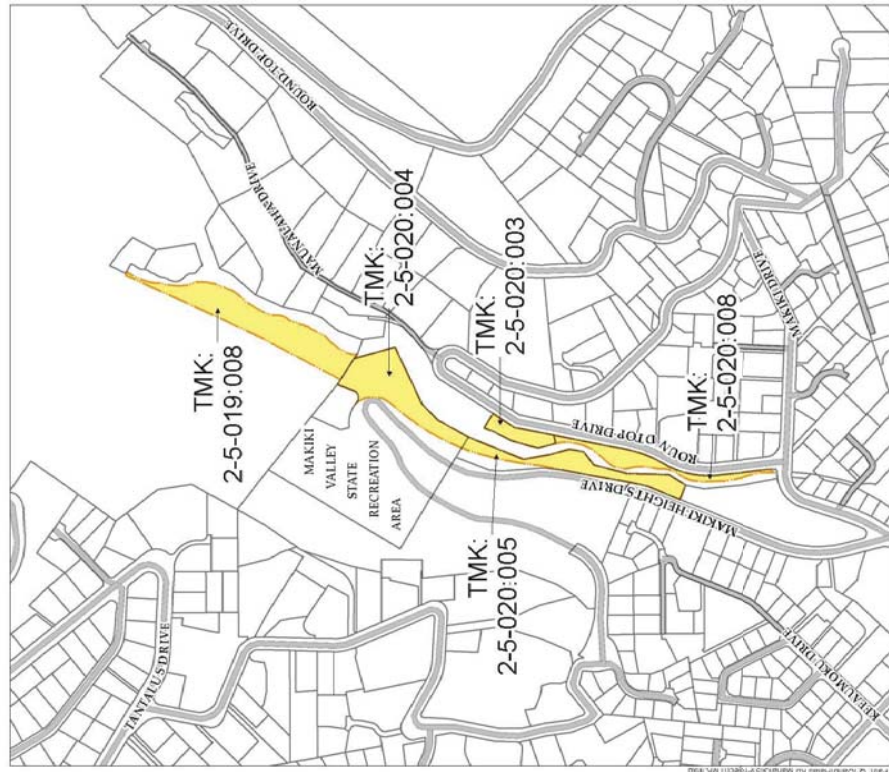 ROUND TOP DRIVE
MAUNALAHA DRIVE
TMK:
2-5-019:008
TMK:
2-5-020:004
MAKIKI
VALLEY
STATE
RECREATION
AREA
TMK:
2-5-020:003
TANTALUS DRIVE
TMK:
2-5-020:005
ROUND TOP DRIVE
MAKIKI HEIGHTS DRIVE
MAKIKI DRIVE
TMK:
2-5-020:008
KEEAUMOKU DRIVE